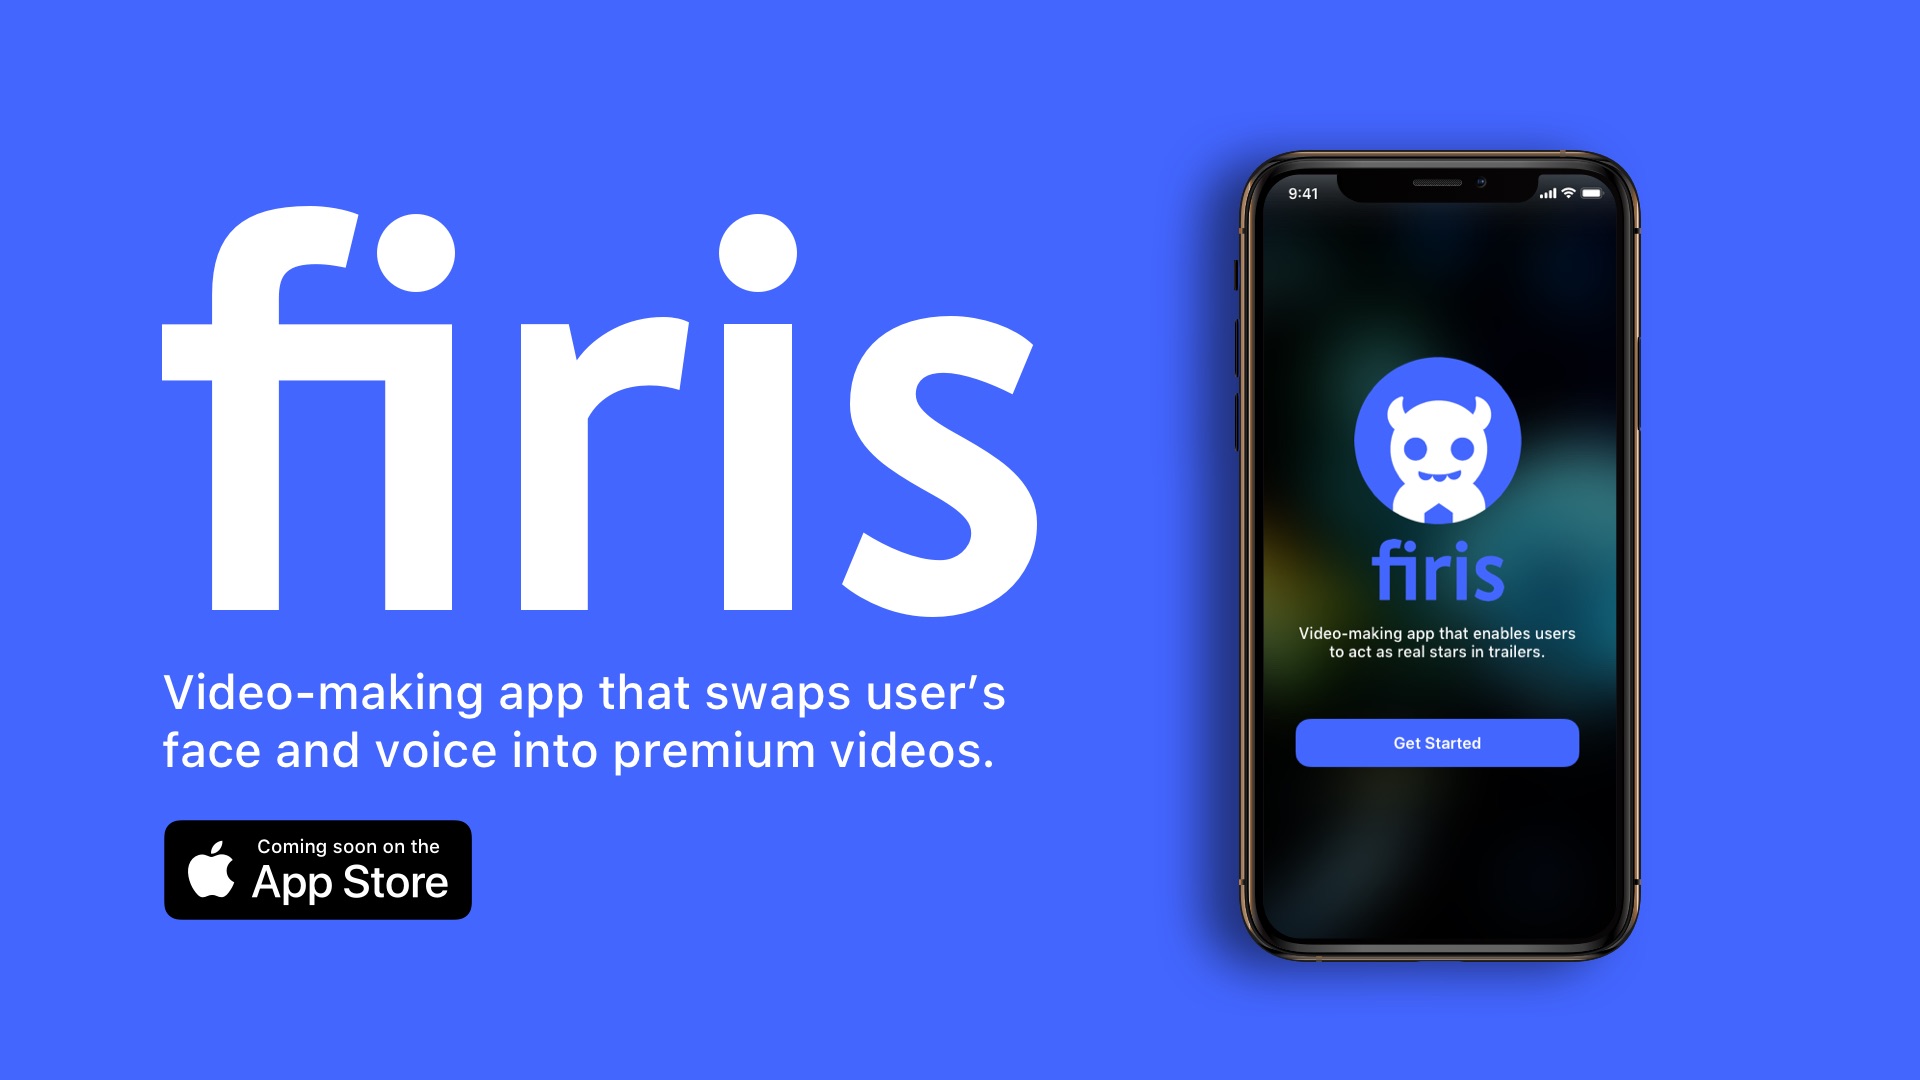 firis
Video-making app that swaps user’s
face and voice into premium videos.
Coming soon on the
App Store
9:41
firis
Video-making app that enables users
to act as real stars in trailers.
Get Started